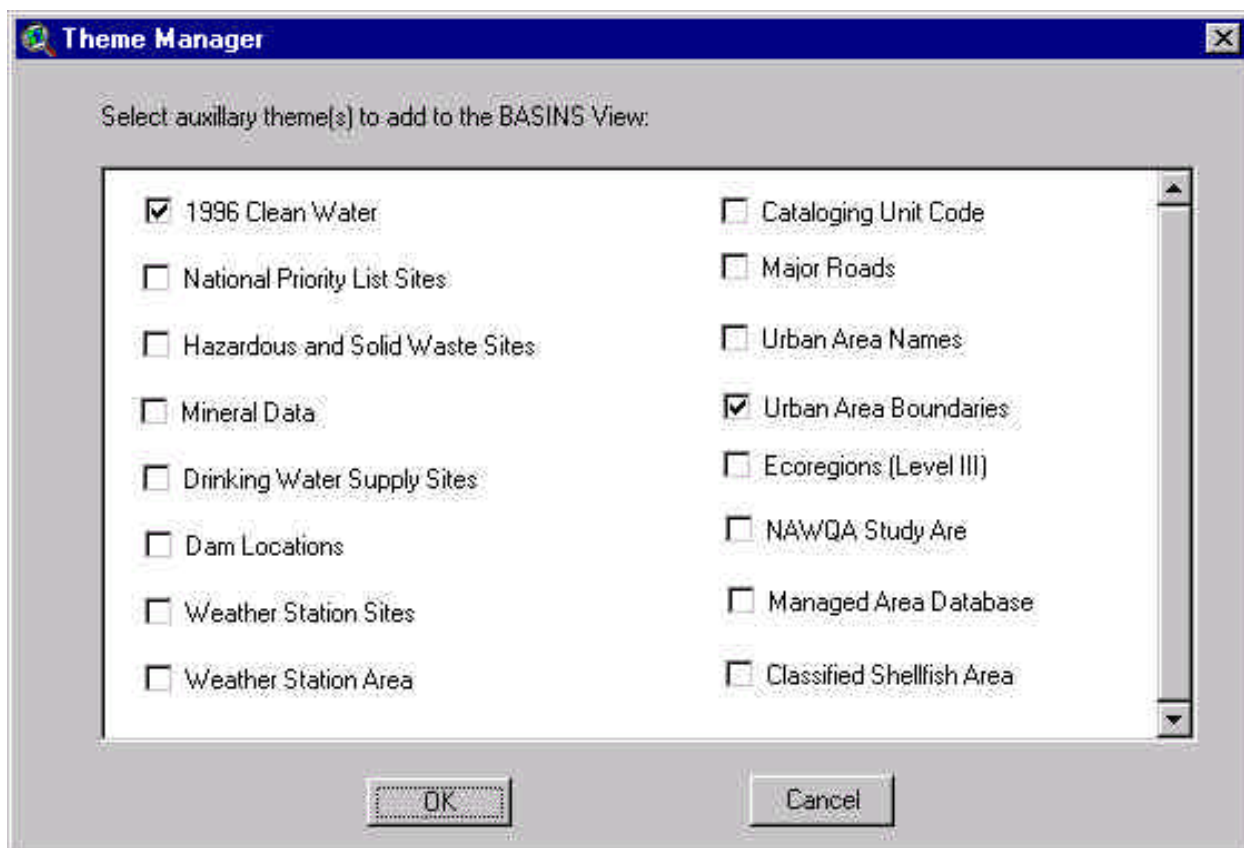 Theme Manager
Select auxillary theme(s) to add to the BASINS View:
1996 Clean Water
National Priority List Sites
Hazardous and Solid Waste Sites
Mineral Data
Drinking Water Supply Sites
Dam Locations
Weather Station Sites
Weather Station Area
Cataloging Unit Code
Major Roads
Urban Area Names
Urban Area Boundaries
Ecoregions (Level III)
NAWQA Study Are
Managed Area Database
Classified Shellfish Area
OK
Cancel